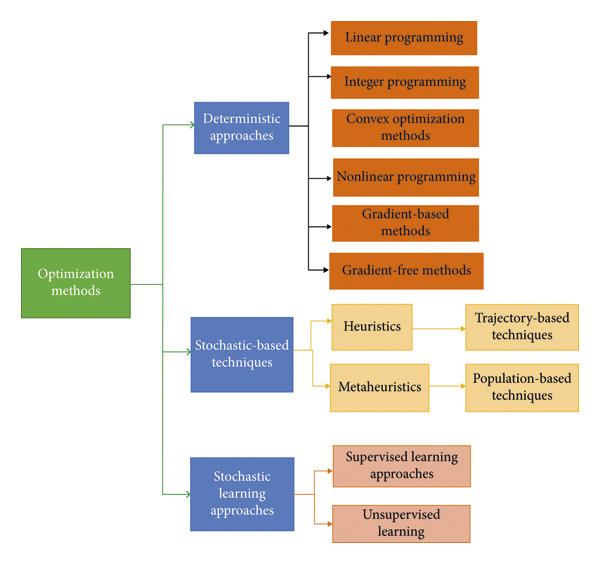 Optimization
methods
Deterministic
approaches
Linear programming
Integer programming
Convex optimization
methods
Nonlinear programming
Gradient-based
methods
Gradient-free methods
Stochastic-based
techniques
Heuristics
Trajectory-based
techniques
Metaheuristics
Population-based
techniques
Stochastic
learning
approaches
Supervised learning
approaches
Unsupervised
learning